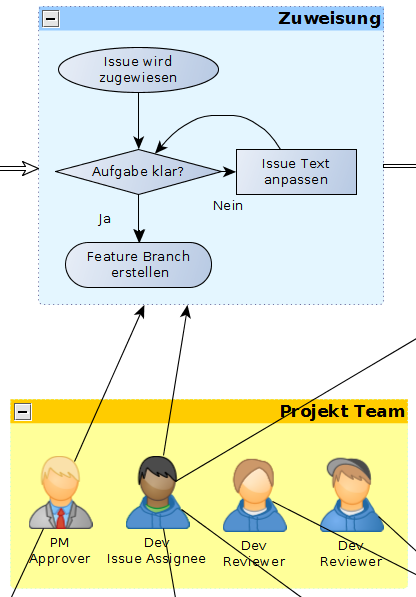 Zuweisung
Issue wird
zugewiesen
Aufgabe klar?
Issue Text
anpassen
Nein
Ja
Feature Branch
erstellen
Projekt Team
PM
Approver
Dev
Issue Assignee
Dev
Reviewer
Dev
Reviewer